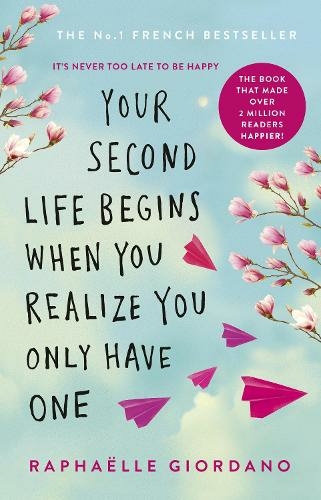 THE No.1 FRENCH BESTSELLER
IT'S NEVER TOO LATE TO BE HAPPY
THE BOOK
THAT MADE
OVER
2 MILLION
READERS
HAPPIER!
YOUR
SECOND
LIFE BEGINS
WHEN YOU
REALIZE YOU
ONLY HAVE
ONE
RAPHAËLLE GIORDANO